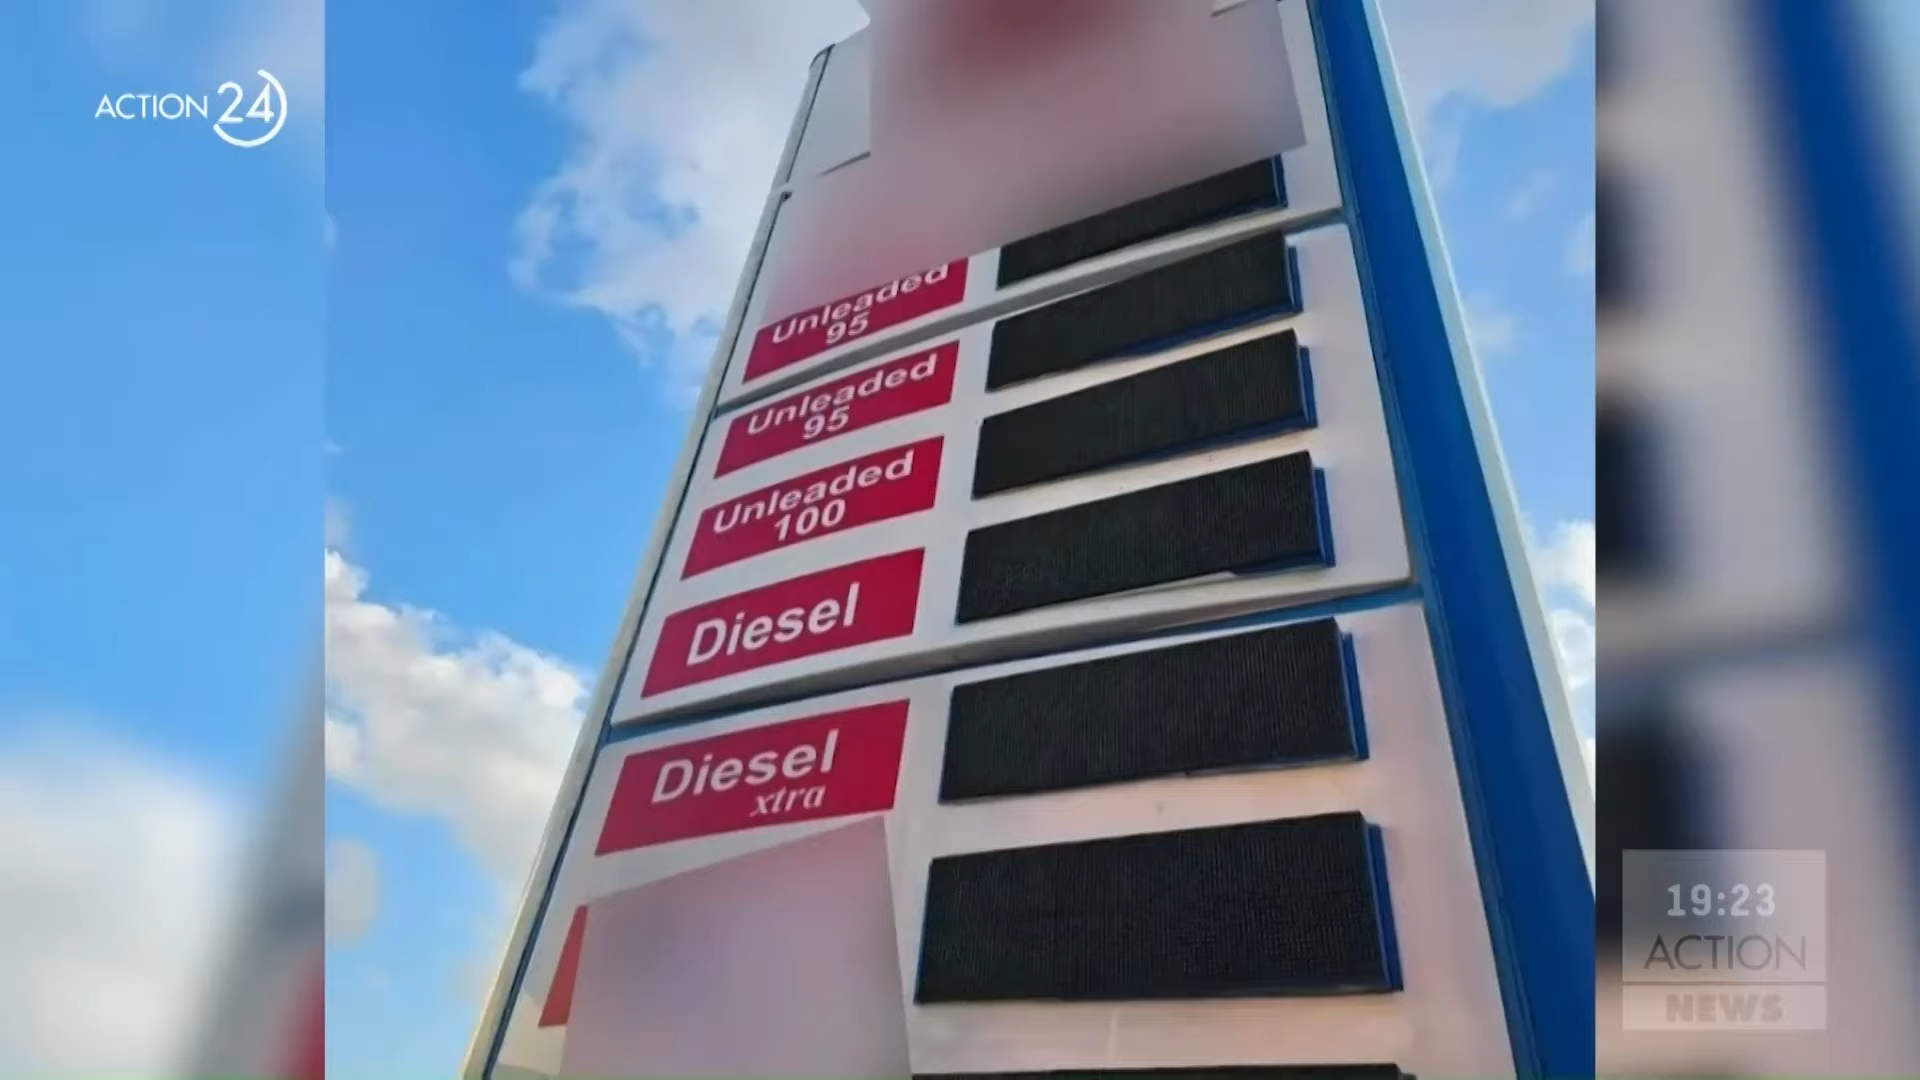 ACTION 24
Unleaded
95
Unleaded
95
Unleaded
100
Diesel
Diesel
xtra
19:23
ACTION
NEWS